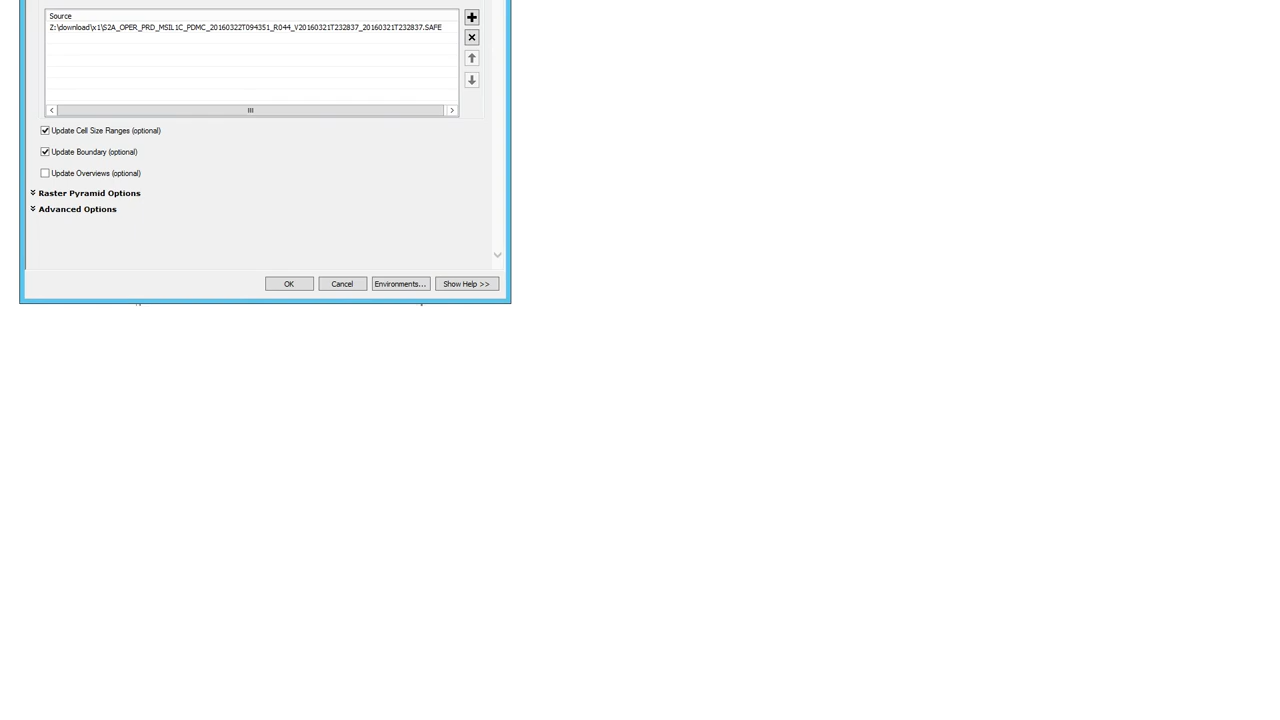 Source
Z:\download\x1\S2A_OPER_PRD_MSIL1C_PDMC_20160322T094351_R044_V20160321T232837_20160321T232837.SAFE
Update Cell Size Ranges (optional)
Update Boundary (optional)
Update Overviews (optional)
Raster Pyramid Options
Advanced Options
OK Cancel Environments... Show Help >>